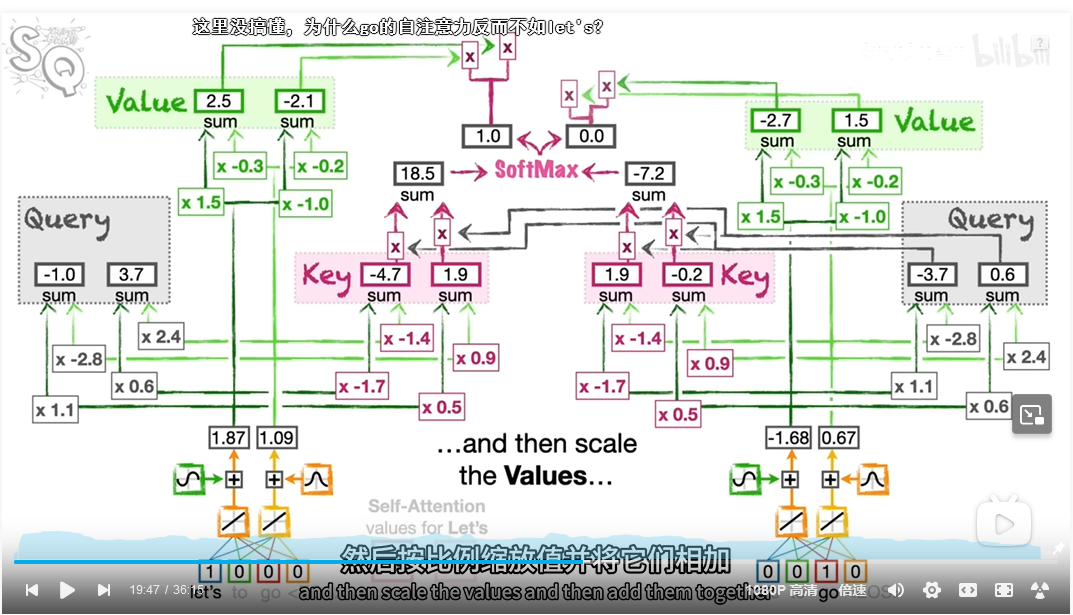 这里没搞懂，为什么go的自注意力反而不如let's?
SQ
bilibili
?
x x
x x
Value 2.5 -2.1
sum sum
-2.7 1.5 Value
sum sum
1.0 0.0
SoftMax
18.5 -7.2
sum sum
x -0.3 x -0.2
x 1.5 x -1.0
x -0.3 x -0.2
x 1.5 x -1.0
Query
Query
x x
x x
-1.0 3.7
sum sum
Key -4.7 1.9
sum sum
1.9 -0.2 Key
sum sum
-3.7 0.6
sum sum
x 2.4
x -2.8
x 0.6
x 1.1
x -1.4
x 0.9
x -1.7
x 0.5
x -1.4
x 0.9
x -1.7
x 0.5
x -2.8
x 2.4
x 1.1
x 0.6
1.87 1.09
-1.68 0.67
+ +
+ +
…and then scale
the Values…
Self-Attention
values for Let's
然后按比例缩放值并将它们相加
1 0 0 0
0 0 1 0
let's to go
and then scale the values and then add them together
go
19:47 / 36:15
1080P 高清
倍速